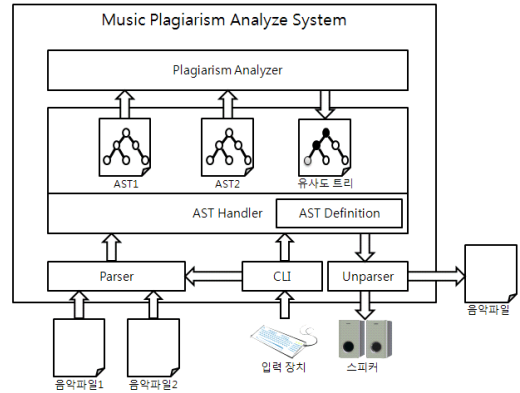 Music Plagiarism Analyze System
Plagiarism Analyzer
AST1
AST2
유사도 트리
AST Handler
AST Definition
Parser
CLI
Unparser
음악파일
음악파일1
음악파일2
입력 장치
스피커